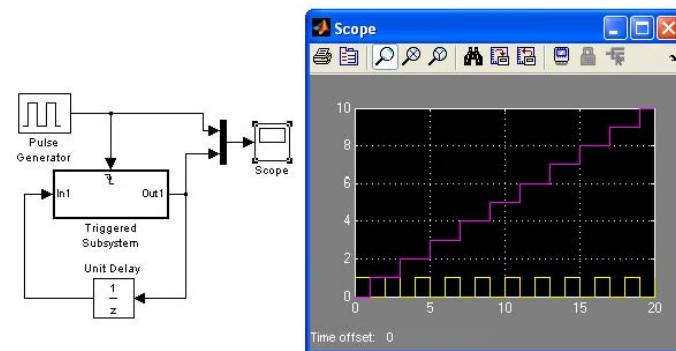 Pulse
Generator
In1
Out1
Triggered
Subsystem
Unit Delay
1
z
Scope
Scope
10
8
6
4
2
0
0 5 10 15 20
Time offset: 0